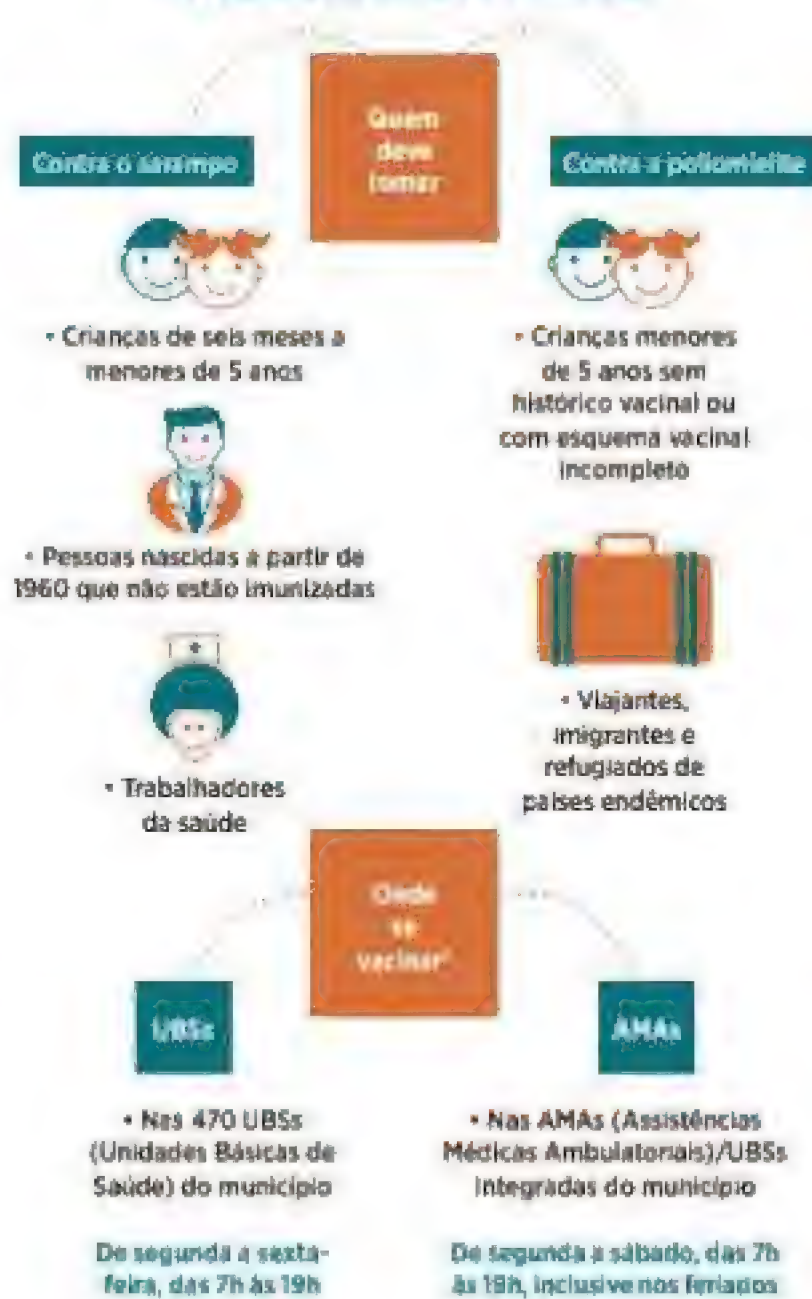 Quem
deve
tomar
Contra o sarampo
• Crianças de seis meses a
menores de 5 anos
• Pessoas nascidas a partir de
1960 que não estão imunizadas
• Trabalhadores
da saúde
Contra a poliomielite
• Crianças menores
de 5 anos sem
histórico vacinal ou
com esquema vacinal
incompleto
• Viajantes,
imigrantes e
refugiados de
países endêmicos
Onde
se
vacinar
UBSs
• Nas 470 UBSs
(Unidades Básicas de
Saúde) do município
De segunda a sexta-
feira, das 7h às 19h
AMAs
• Nas AMAs (Assistências
Médicas Ambulatoriais)/UBSs
Integradas do município
De segunda a sábado, das 7h
às 19h, inclusive nos feriados